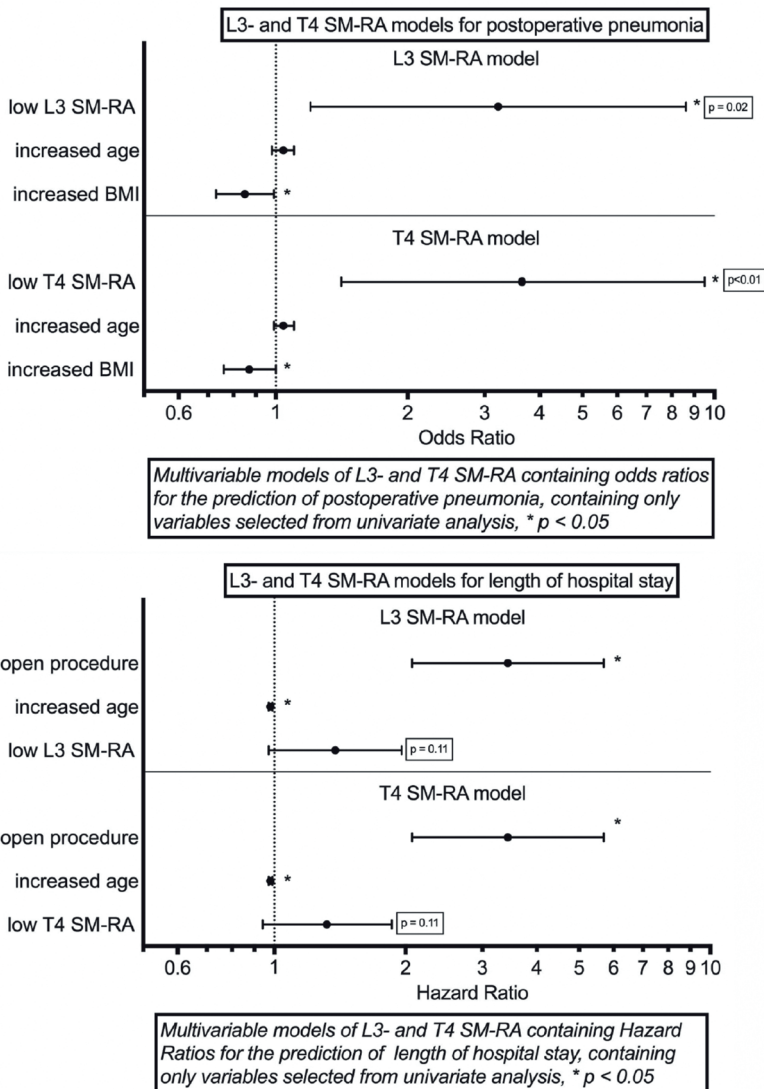 L3- and T4 SM-RA models for postoperative pneumonia
L3 SM-RA model
low L3 SM-RA
* p = 0.02
increased age
increased BMI
*
T4 SM-RA model
low T4 SM-RA
* p<0.01
increased age
increased BMI
*
0.6 1 2 3 4 5 6 7 8 9 10
Odds Ratio
Multivariable models of L3- and T4 SM-RA containing odds ratios
for the prediction of postoperative pneumonia, containing only
variables selected from univariate analysis, * p < 0.05
L3- and T4 SM-RA models for length of hospital stay
L3 SM-RA model
open procedure
*
increased age
*
low L3 SM-RA
p = 0.11
T4 SM-RA model
open procedure
*
increased age
*
low T4 SM-RA
p = 0.11
0.6 1 2 3 4 5 6 7 8 9 10
Hazard Ratio
Multivariable models of L3- and T4 SM-RA containing Hazard
Ratios for the prediction of length of hospital stay, containing
only variables selected from univariate analysis, * p < 0.05